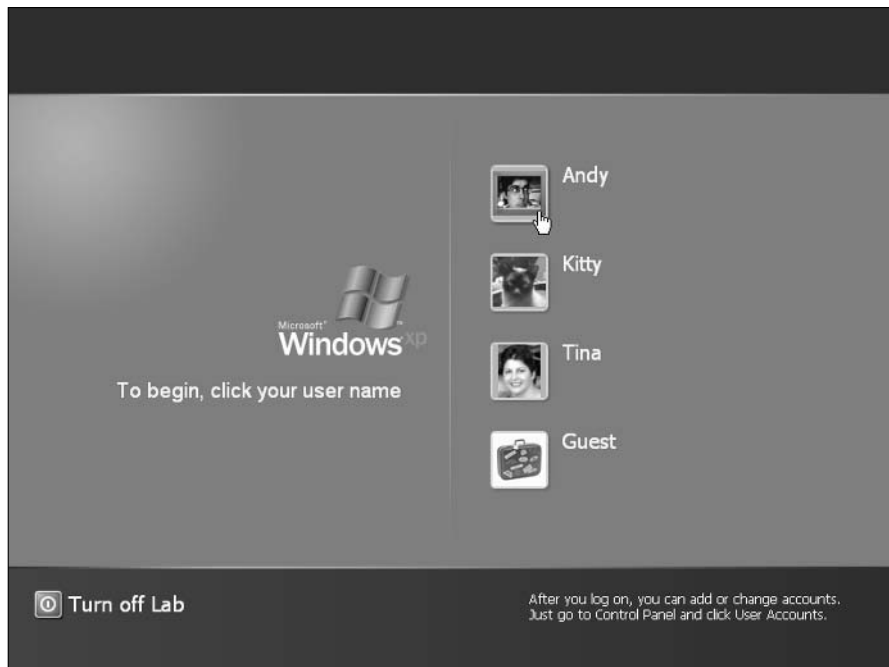 Andy
Kitty
Microsoft®
Windows xp
To begin, click your user name
Tina
Guest
Turn off Lab
After you log on, you can add or change accounts.
Just go to Control Panel and click User Accounts.